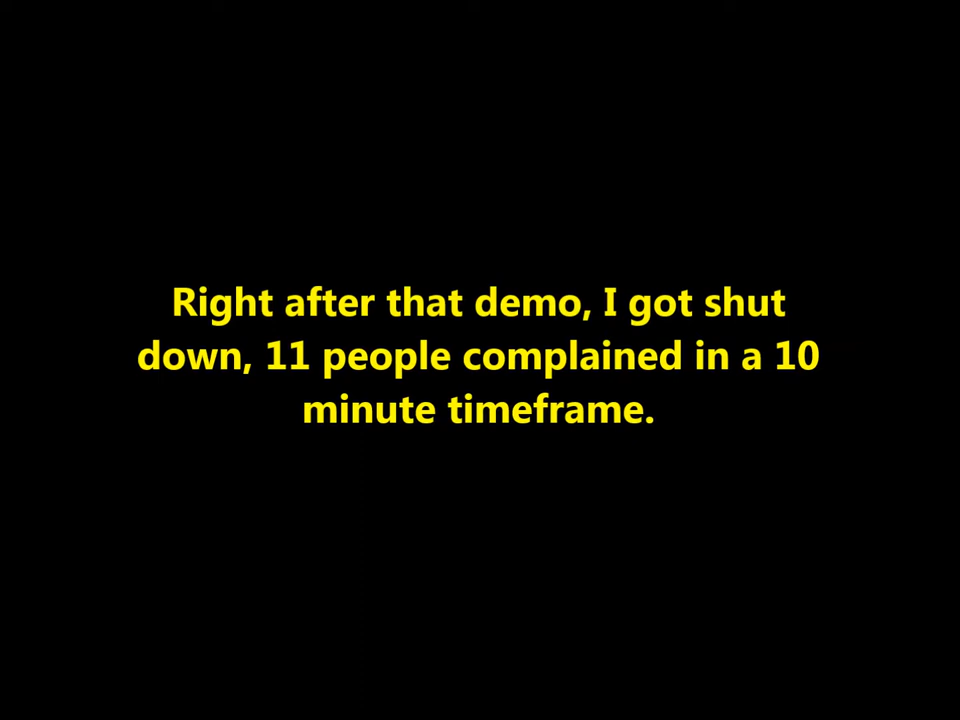 Right after that demo, I got shut
down, 11 people complained in a 10
minute timeframe.